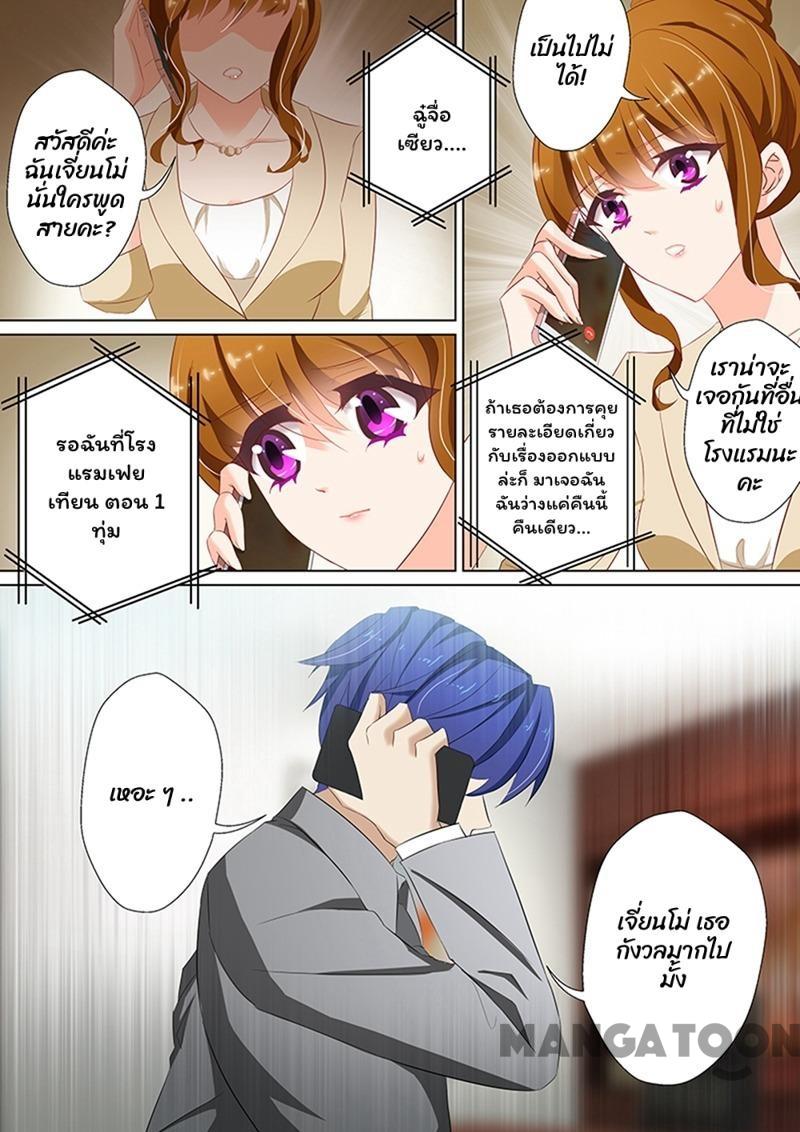 สวัสดีค่ะ
ฉันเจี่ยนโม่
นั่นใครพูด
สายคะ?
ฉู๋จื่อ
เซียว....
เป็นไปไม่
ได้!
ถ้าเธอต้องการคุย
รายละเอียดเกี่ยว
กับเรื่องออกแบบ
ล่ะก็ มาเจอฉัน
ฉันว่างแค่คืนนี้
คืนเดียว...
เราน่าจะ
เจอกันที่อื่น
ที่ไม่ใช่
โรงแรมนะ
คะ
รอฉันที่โรง
แรมเฟย
เทียน ตอน 1
ทุ่ม
เหอะ ๆ ..
เจี่ยนโม่ เธอ
กังวลมากไป
มั้ง
MANGATOON